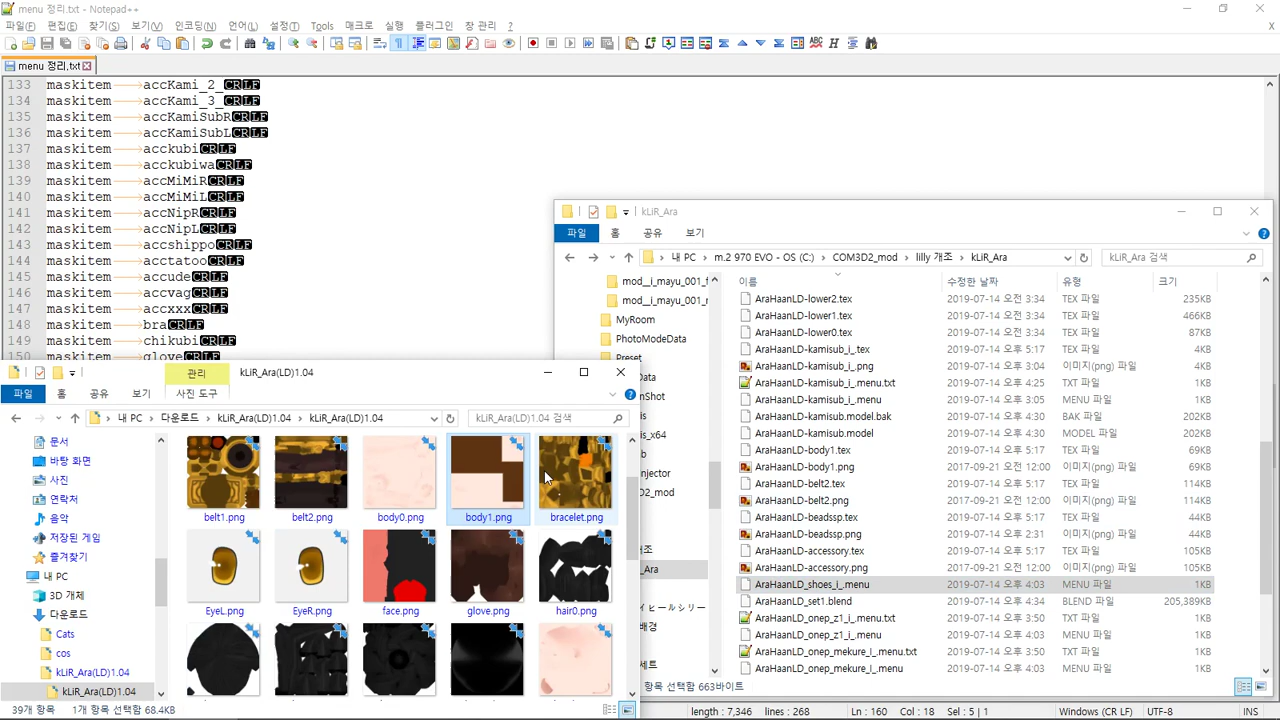 menu 정리.txt - Notepad++
파일(F) 편집(E) 찾기(S) 보기(V) 인코딩(N) 언어(L) 설정(T) Tools 매크로 실행 플러그인 창 관리 ?
X
menu 정리.txt
133 maskitem accKami_2_CRLF
134 maskitem accKami_3_CRLF
135 maskitem accKamiSubRCRLF
136 maskitem accKamiSubLCRLF
137 maskitem acckubiCRLF
138 maskitem acckubiwaCRLF
139 maskitem accMiMiRCRLF
140 maskitem accMiMiLCRLF
141 maskitem accNipRCRLF
142 maskitem accNipLCRLF
143 maskitem accshippoCRLF
144 maskitem acctatooCRLF
145 maskitem accudeCRLF
146 maskitem accvagCRLF
147 maskitem accxxxCRLF
148 maskitem braCRLF
149 maskitem chikubiCRLF
150 maskitem gloveCRLF
kLiR_Ara
파일 홈 공유 보기
내 PC m.2 970 EVO - OS (C:) COM3D2_mod lilly 개조 kLiR_Ara
kLiR_Ara 검색
mod__i_mayu_001_
mod__i_mayu_001_
MyRoom
PhotoModeData
Preset
이름 수정한 날짜 유형 크기
AraHaanLD-lower2.tex 2019-07-14 오전 3:34 TEX 파일 235KB
AraHaanLD-lower1.tex 2019-07-14 오전 3:34 TEX 파일 466KB
AraHaanLD-lower0.tex 2019-07-14 오전 3:34 TEX 파일 87KB
AraHaanLD-kamisub_i_.tex 2019-07-14 오후 5:17 TEX 파일 4KB
AraHaanLD-kamisub_i_.png 2019-07-14 오후 3:34 이미지(png) 파일 4KB
AraHaanLD-kamisub_i_.menu.txt 2019-07-14 오후 4:25 TXT 파일 3KB
AraHaanLD-kamisub_i_.menu 2019-07-14 오후 3:05 MENU 파일 3KB
AraHaanLD-kamisub.model.bak 2019-07-14 오후 4:30 BAK 파일 202KB
AraHaanLD-kamisub.model 2019-07-14 오후 4:33 MODEL 파일 202KB
AraHaanLD-body1.tex 2019-07-14 오후 5:17 TEX 파일 69KB
AraHaanLD-body1.png 2017-09-21 오전 12:00 이미지(png) 파일 69KB
AraHaanLD-belt2.tex 2019-07-14 오후 5:17 TEX 파일 114KB
AraHaanLD-belt2.png 2017-09-21 오전 12:00 이미지(png) 파일 114KB
AraHaanLD-beadssp.tex 2019-07-14 오후 5:17 TEX 파일 44KB
AraHaanLD-beadssp.png 2019-07-14 오후 2:31 이미지(png) 파일 44KB
AraHaanLD-accessory.tex 2019-07-14 오후 5:17 TEX 파일 105KB
AraHaanLD-accessory.png 2017-09-21 오전 12:00 이미지(png) 파일 105KB
AraHaanLD_shoes_i_.menu 2019-07-14 오후 4:03 MENU 파일 1KB
AraHaanLD_set1.blend 2019-07-14 오후 4:34 BLEND 파일 205,389KB
AraHaanLD_onep_z1_i_.menu.txt 2019-07-14 오후 3:50 TXT 파일 1KB
AraHaanLD_onep_z1_i_.menu 2019-07-14 오후 4:03 MENU 파일 1KB
AraHaanLD_onep_mekure_i_.menu.txt 2019-07-14 오후 3:50 TXT 파일 1KB
AraHaanLD_onep_mekure_i_.menu 2019-07-14 오후 4:03 MENU 파일 1KB
항목 선택함 663바이트
관리 kLiR_Ara(LD)1.04
파일 홈 공유 보기 사진 도구
내 PC 다운로드 kLiR_Ara(LD)1.04 kLiR_Ara(LD)1.04
kLiR_Ara(LD)1.04 검색
문서
바탕 화면
사진
연락처
음악
저장된 게임
즐겨찾기
내 PC
3D 개체
다운로드
Cats
cos
kLiR_Ara(LD)1.04
kLiR_Ara(LD)1.04
belt1.png belt2.png body0.png body1.png bracelet.png
EyeL.png EyeR.png face.png glove.png hair0.png
39개 항목 1개 항목 선택함 68.4KB
length : 7,346 lines : 268 Ln : 160 Col : 18 Sel : 5 | 1 Windows (CR LF) UTF-8 INS